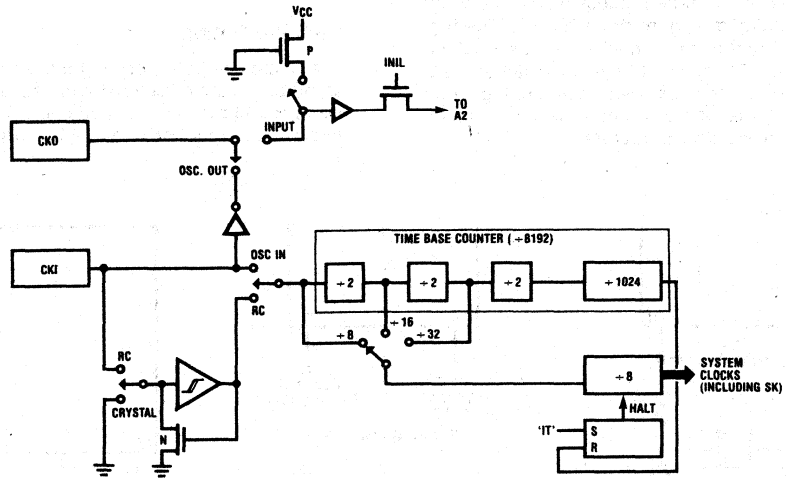 VCC
P
INIL
TO
A2
INPUT
CKO
OSC. OUT
TIME BASE COUNTER (÷8192)
OSC IN
CKI
÷2
÷2
÷2
÷1024
RC
÷16
÷8
÷32
RC
÷8
SYSTEM
CLOCKS
(INCLUDING SK)
CRYSTAL
HALT
N
'IT'
S
R